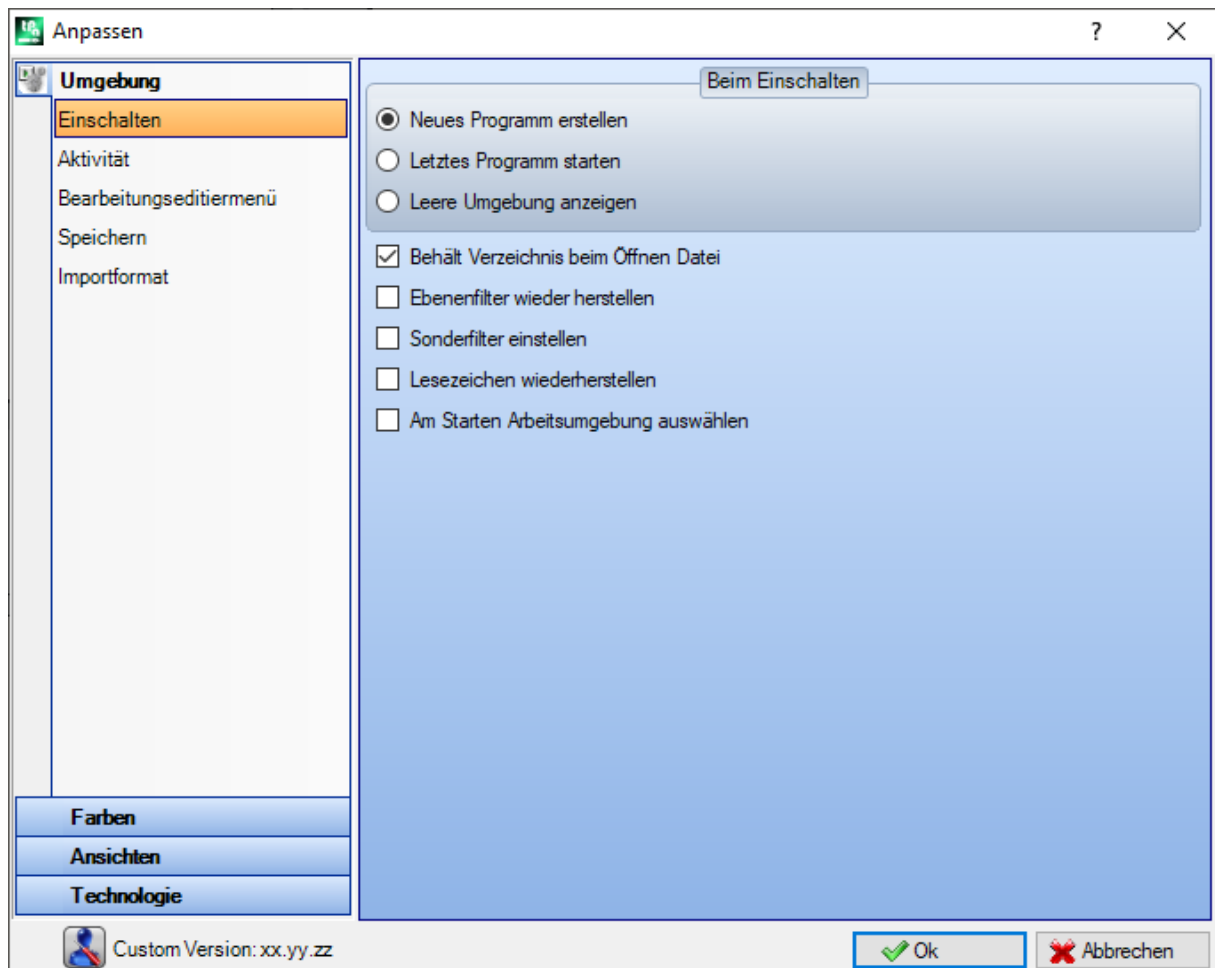 Anpassen
?
Umgebung
Einschalten
Aktivität
Bearbeitungseditiermenü
Speichern
Importformat
Farben
Ansichten
Technologie
Beim Einschalten
Neues Programm erstellen
Letztes Programm starten
Leere Umgebung anzeigen
Behält Verzeichnis beim Öffnen Datei
Ebenenfilter wieder herstellen
Sonderfilter einstellen
Lesezeichen wiederherstellen
Am Starten Arbeitsumgebung auswählen
Custom Version: xx.yy.zz
Ok
Abbrechen